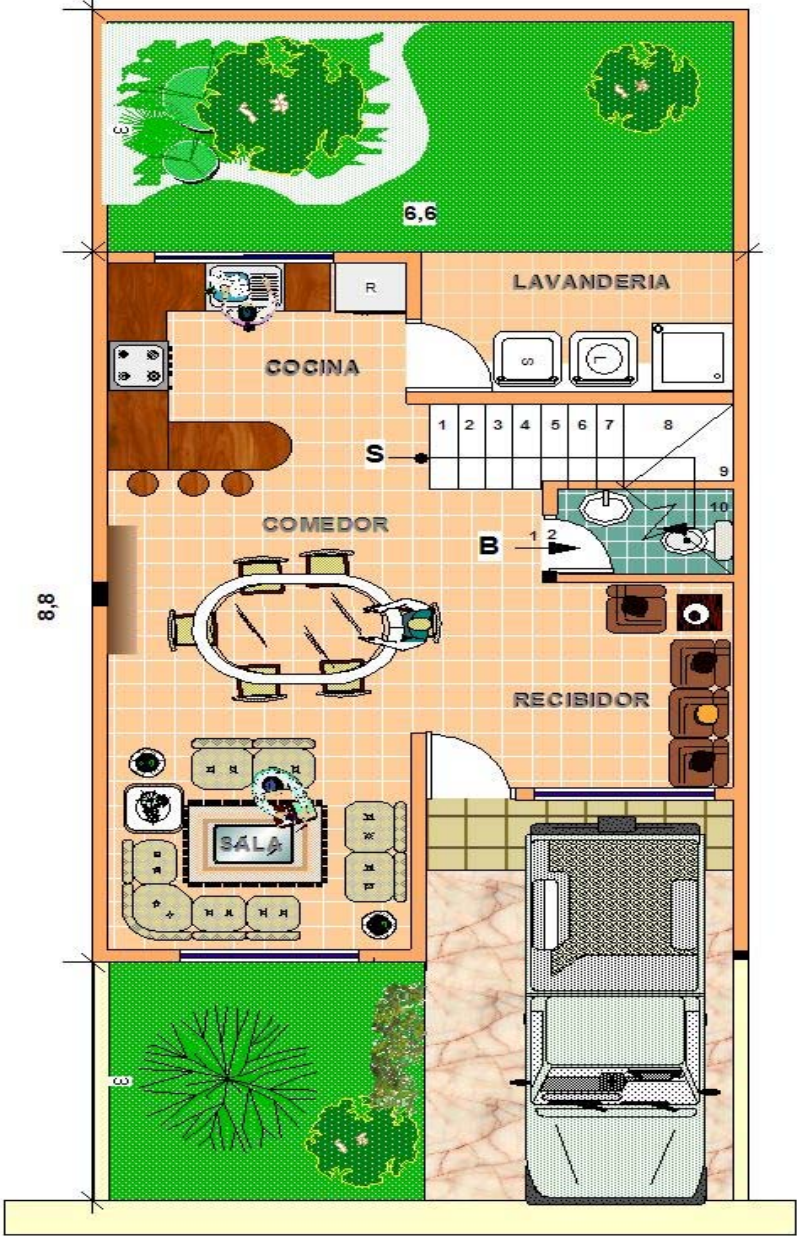 3
6,6
LAVANDERIA
R
COCINA
S
L
1 2 3 4 5 6 7 8
S
9
10
COMEDOR
B
1 2
8,8
RECIBIDOR
SALA
3